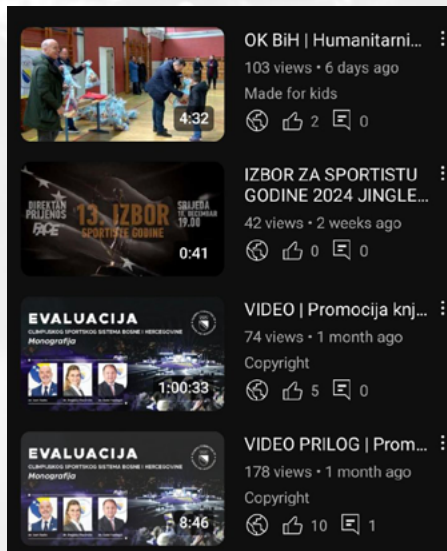 4:32
OK BiH | Humanitarni...
103 views • 6 days ago
Made for kids
2 0
DIREKTAN
PRIJENOS
FACE
13. IZBOR
SPORTISTE GODINE
SRIJEDA
18. DECEMBAR
19.00
0:41
IZBOR ZA SPORTISTU
GODINE 2024 JINGLE...
42 views • 2 weeks ago
0 0
EVALUACIJA
OLIMPIJSKOG SPORTSKOG SISTEMA BOSNE I HERCEGOVINE
Monografija
1:00:33
VIDEO | Promocija knj...
74 views • 1 month ago
Copyright
5 0
EVALUACIJA
OLIMPIJSKOG SPORTSKOG SISTEMA BOSNE I HERCEGOVINE
Monografija
8:46
VIDEO PRILOG | Prom...
178 views • 1 month ago
Copyright
10 1